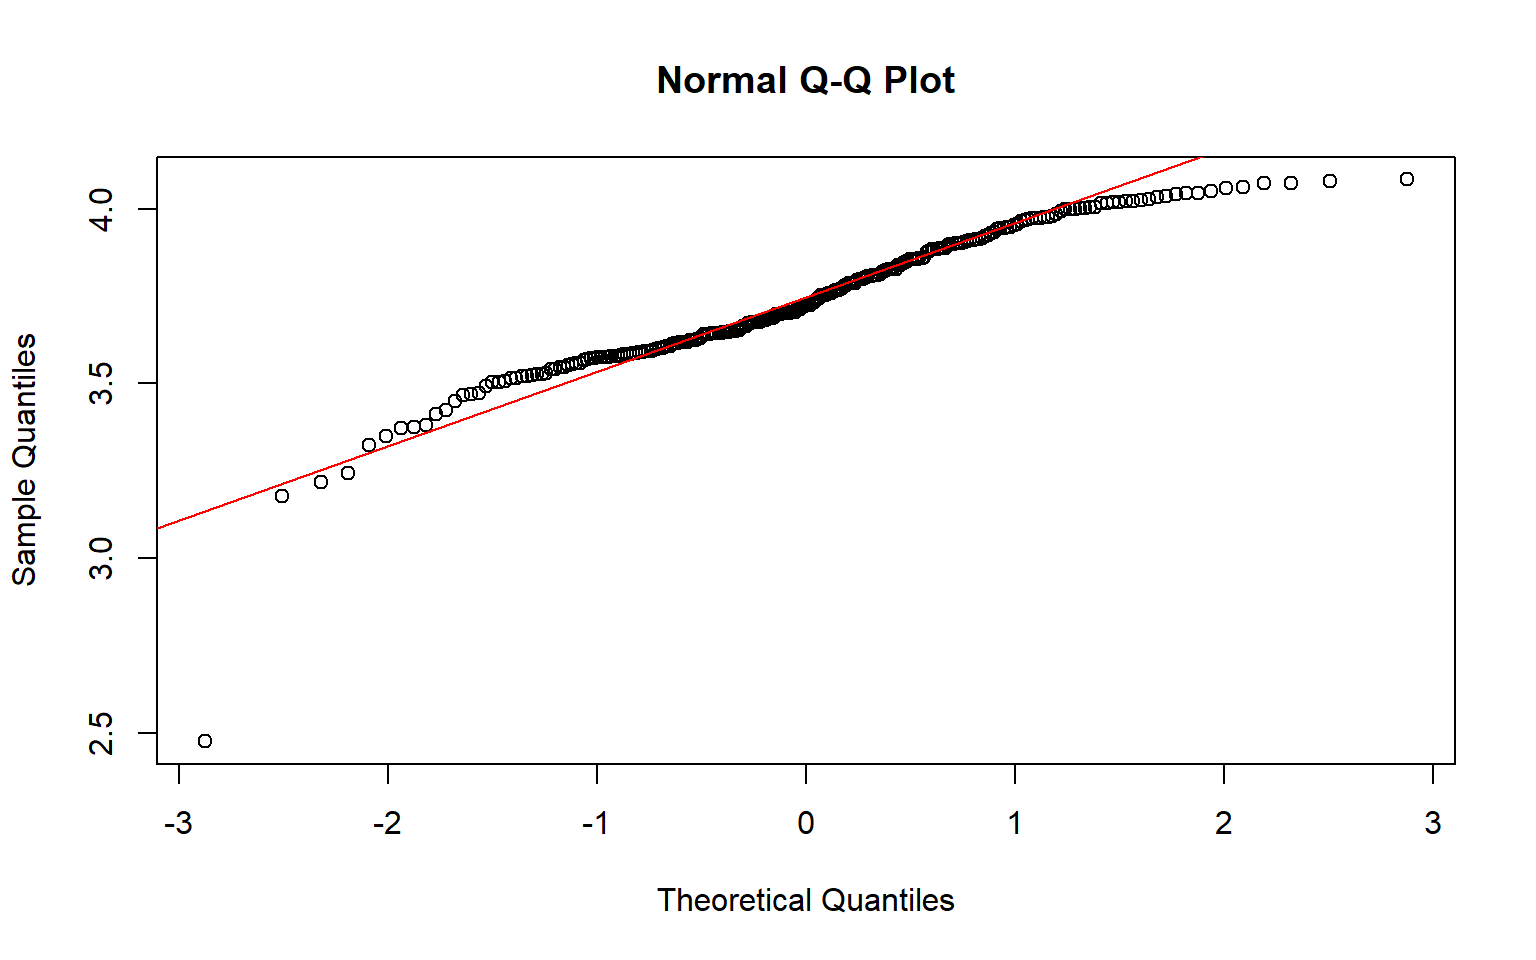 Normal Q-Q Plot
Sample Quantiles
4.0
3.5
3.0
2.5
-3 -2 -1 0 1 2 3
Theoretical Quantiles